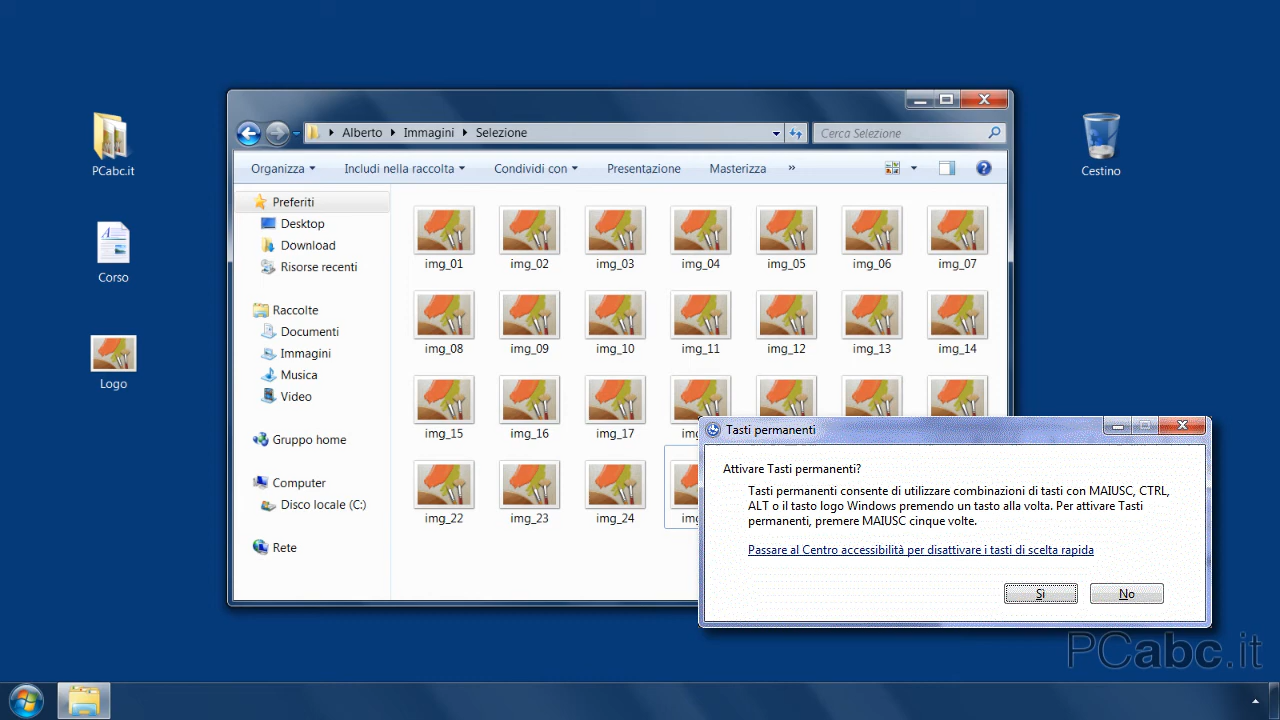 PCabc.it
Corso
Logo
Cestino
Alberto Immagini Selezione
Cerca Selezione
Organizza Includi nella raccolta Condividi con Presentazione Masterizza »
Preferiti
Desktop
Download
Risorse recenti
Raccolte
Documenti
Immagini
Musica
Video
Gruppo home
Computer
Disco locale (C:)
Rete
img_01 img_02 img_03 img_04 img_05 img_06 img_07
img_08 img_09 img_10 img_11 img_12 img_13 img_14
img_15 img_16 img_17
img_22 img_23 img_24
Tasti permanenti
Attivare Tasti permanenti?
Tasti permanenti consente di utilizzare combinazioni di tasti con MAIUSC, CTRL,
ALT o il tasto logo Windows premendo un tasto alla volta. Per attivare Tasti
permanenti, premere MAIUSC cinque volte.
Passare al Centro accessibilità per disattivare i tasti di scelta rapida
Sì No
PCabc.it